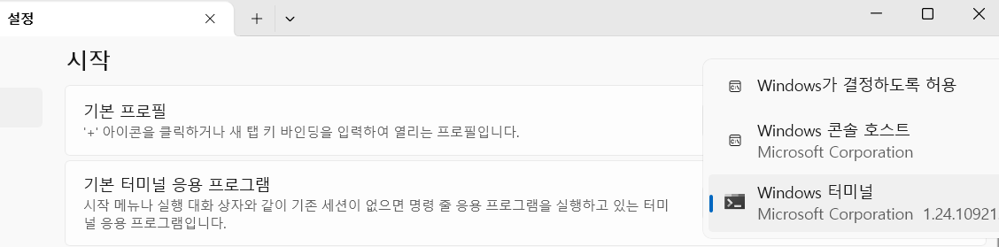 설정
시작
기본 프로필
'+' 아이콘을 클릭하거나 새 탭 키 바인딩을 입력하여 열리는 프로필입니다.
기본 터미널 응용 프로그램
시작 메뉴나 실행 대화 상자와 같이 기존 세션이 없으면 명령 줄 응용 프로그램을 실행하고 있는 터미
널 응용 프로그램입니다.
Windows가 결정하도록 허용
Windows 콘솔 호스트
Microsoft Corporation
Windows 터미널
Microsoft Corporation 1.24.10921